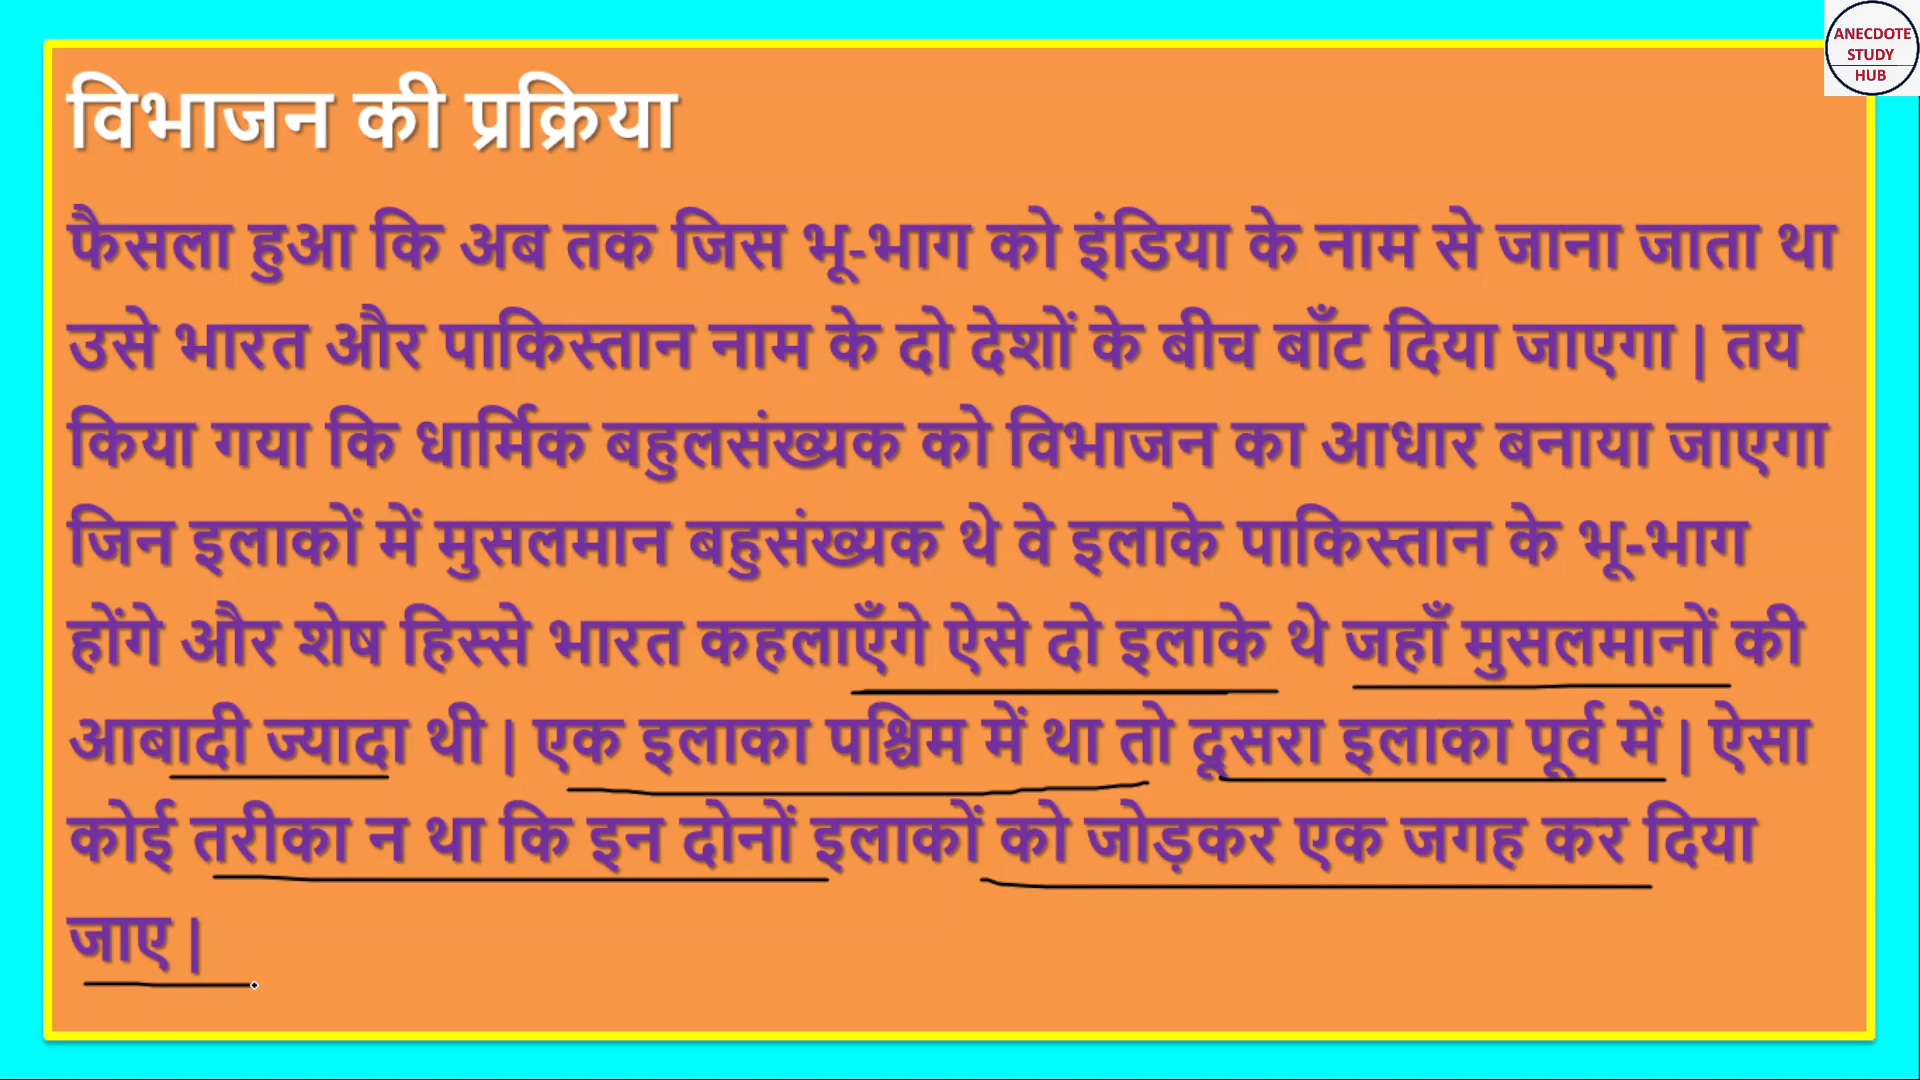 ANECDOTE
STUDY
HUB
विभाजन की प्रक्रिया
फैसला हुआ कि अब तक जिस भू-भाग को इंडिया के नाम से जाना जाता था
उसे भारत और पाकिस्तान नाम के दो देशों के बीच बाँट दिया जाएगा | तय
किया गया कि धार्मिक बहुलसंख्यक को विभाजन का आधार बनाया जाएगा
जिन इलाकों में मुसलमान बहुसंख्यक थे वे इलाके पाकिस्तान के भू-भाग
होंगे और शेष हिस्से भारत कहलाएँगे ऐसे दो इलाके थे जहाँ मुसलमानों की
आबादी ज्यादा थी | एक इलाका पश्चिम में था तो दूसरा इलाका पूर्व में | ऐसा
कोई तरीका न था कि इन दोनों इलाकों को जोड़कर एक जगह कर दिया
जाए |